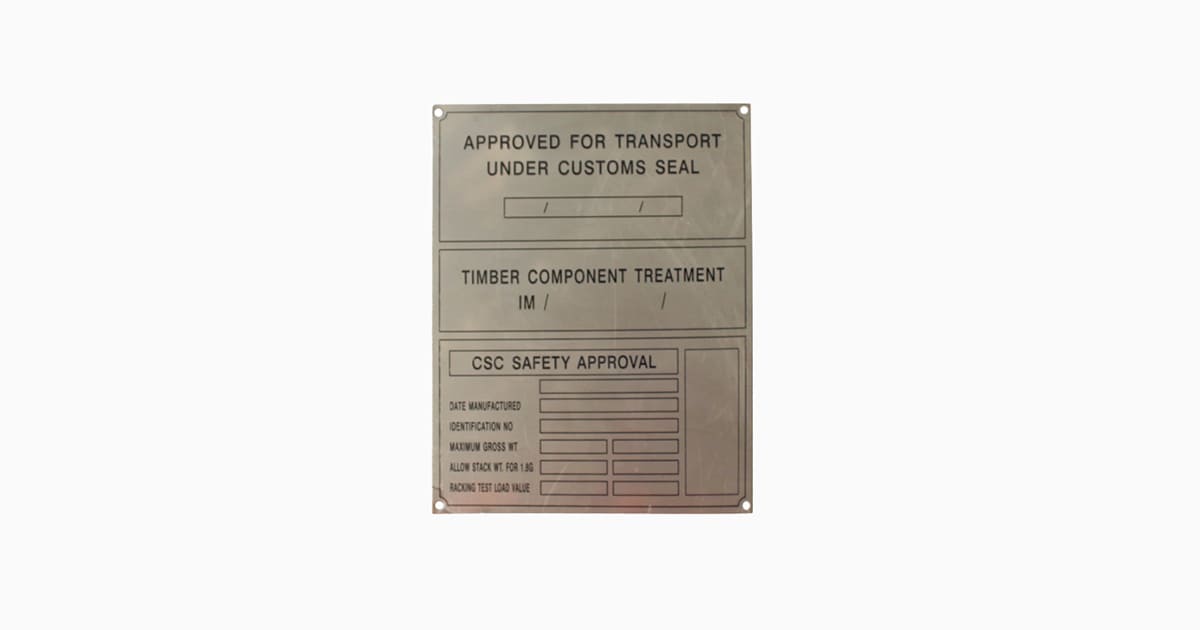 APPROVED FOR TRANSPORT
UNDER CUSTOMS SEAL
/ /
TIMBER COMPONENT TREATMENT
IM / /
CSC SAFETY APPROVAL
DATE MANUFACTURED
IDENTIFICATION NO
MAXIMUM GROSS WT
ALLOW STACK WT. FOR 1.8G
RACKING TEST LOAD VALUE